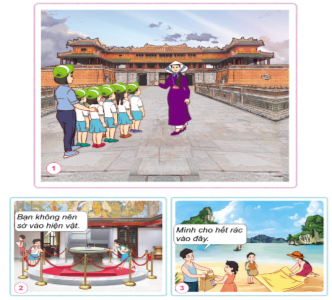 1
Bạn không nên
sờ vào hiện vật.
2
Mình cho hết rác
vào đây.
3